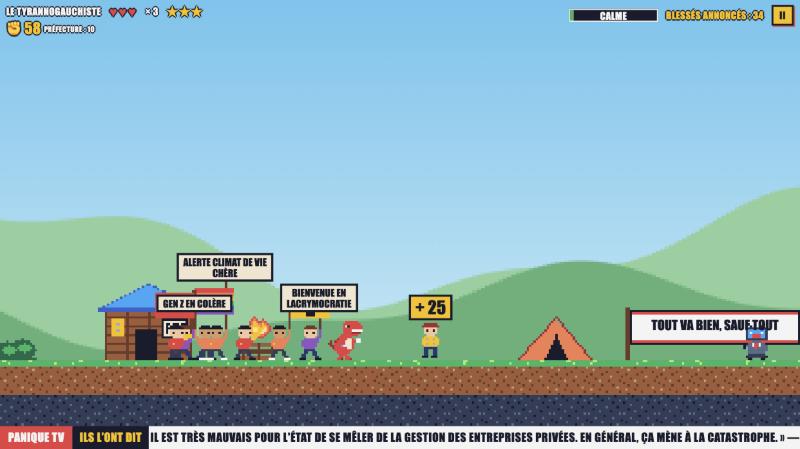 LE TYRANNOGAUCHISTE ×3
58 PRÉFECTURE : 10
CALME
BLESSÉS ANNONCÉS : 34
ALERTE CLIMAT DE VIE
CHÈRE
GEN Z EN COLÈRE
BIENVENUE EN
LACRYMOCRATIE
+ 25
TOUT VA BIEN, SAUF TOUT
PANIQUE TV
ILS L'ONT DIT
IL EST TRÈS MAUVAIS POUR L'ÉTAT DE SE MÊLER DE LA GESTION DES ENTREPRISES PRIVÉES. EN GÉNÉRAL, ÇA MÈNE À LA CATASTROPHE. » —